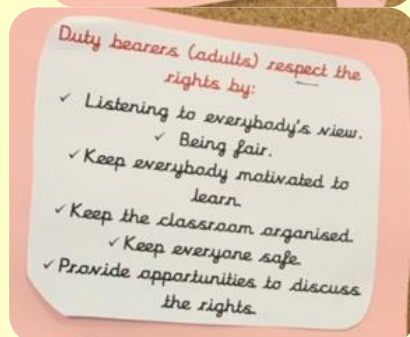 Duty bearers (adults) respect the
rights by:
✓ Listening to everybody's view.
✓ Being fair.
✓ Keep everybody motivated to
learn.
✓ Keep the classroom organised.
✓ Keep everyone safe.
✓ Provide opportunities to discuss
the rights.